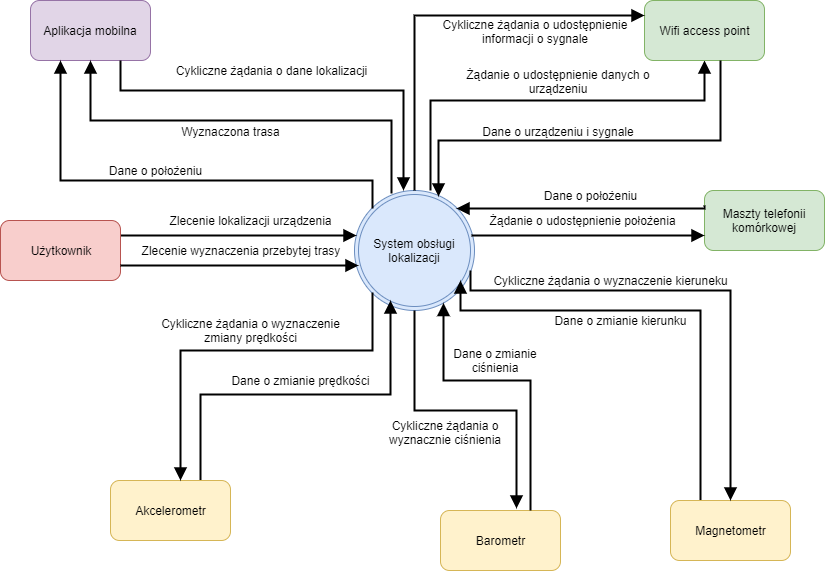 Aplikacja mobilna
Cykliczne żądania o udostępnienie
informacji o sygnale
Wifi access point
Cykliczne żądania o dane lokalizacji
Żądanie o udostępnienie danych o
urządzeniu
Wyznaczona trasa
Dane o urządzeniu i sygnale
Dane o położeniu
Dane o położeniu
Maszty telefonii
komórkowej
Zlecenie lokalizacji urządzenia
Żądanie o udostępnienie położenia
Użytkownik
Zlecenie wyznaczenia przebytej trasy
System obsługi
lokalizacji
Cykliczne żądania o wyznaczenie kieruneku
Dane o zmianie kierunku
Cykliczne żądania o wyznaczenie
zmiany prędkości
Dane o zmianie
ciśnienia
Dane o zmianie prędkości
Cykliczne żądania o
wyznacznie ciśnienia
Akcelerometr
Barometr
Magnetometr